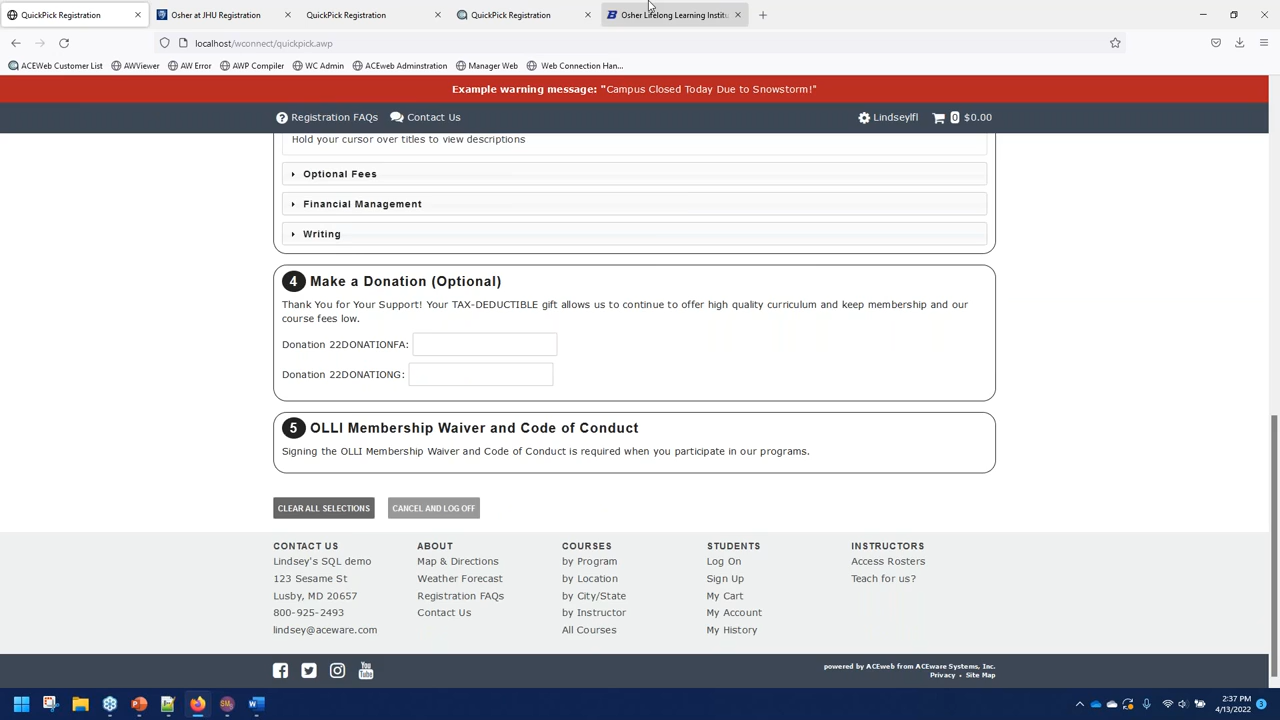 QuickPick Registration
Osher at JHU Registration
QuickPick Registration
QuickPick Registration
Osher Lifelong Learning Institu
localhost/wconnect/quickpick.awp
ACEWeb Customer List
AWViewer
AW Error
AWP Compiler
WC Admin
ACEweb Adminstration
Manager Web
Web Connection Han...
Example warning message: "Campus Closed Today Due to Snowstorm!"
Registration FAQs
Contact Us
Lindseylfl
0 $0.00
Hold your cursor over titles to view descriptions
Optional Fees
Financial Management
Writing
4 Make a Donation (Optional)
Thank You for Your Support! Your TAX-DEDUCTIBLE gift allows us to continue to offer high quality curriculum and keep membership and our
course fees low.
Donation 22DONATIONFA:
Donation 22DONATIONG:
5 OLLI Membership Waiver and Code of Conduct
Signing the OLLI Membership Waiver and Code of Conduct is required when you participate in our programs.
CLEAR ALL SELECTIONS
CANCEL AND LOG OFF
CONTACT US
Lindsey's SQL demo
123 Sesame St
Lusby, MD 20657
800-925-2493
lindsey@aceware.com
ABOUT
Map & Directions
Weather Forecast
Registration FAQs
Contact Us
COURSES
by Program
by Location
by City/State
by Instructor
All Courses
STUDENTS
Log On
Sign Up
My Cart
My Account
My History
INSTRUCTORS
Access Rosters
Teach for us?
You
Tube
powered by ACEweb from ACEware Systems, Inc.
Privacy • Site Map
2:37 PM
4/13/2022
3